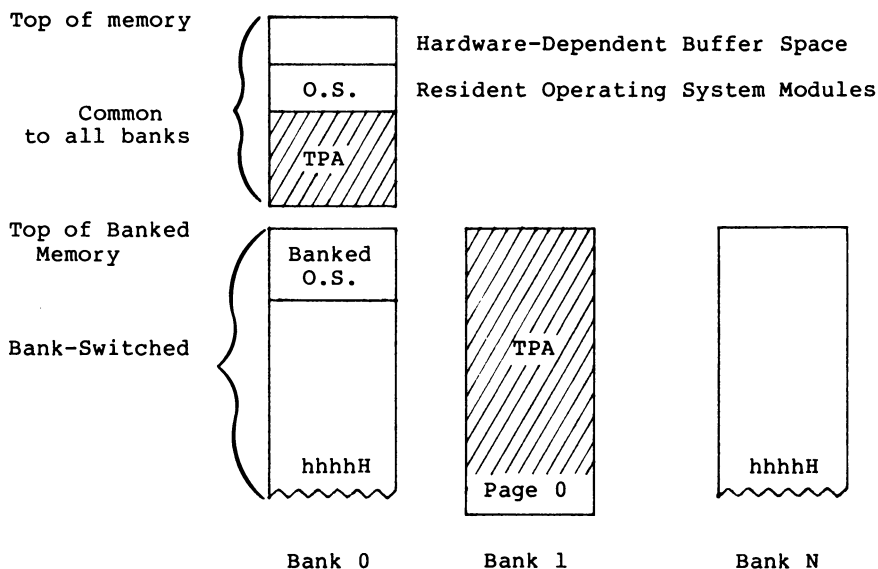 Top of memory
Hardware-Dependent Buffer Space
O.S.
Resident Operating System Modules
Common
to all banks
TPA
Top of Banked
Memory
Banked
O.S.
Bank-Switched
TPA
hhhhH
Page 0
hhhhH
Bank 0
Bank 1
Bank N